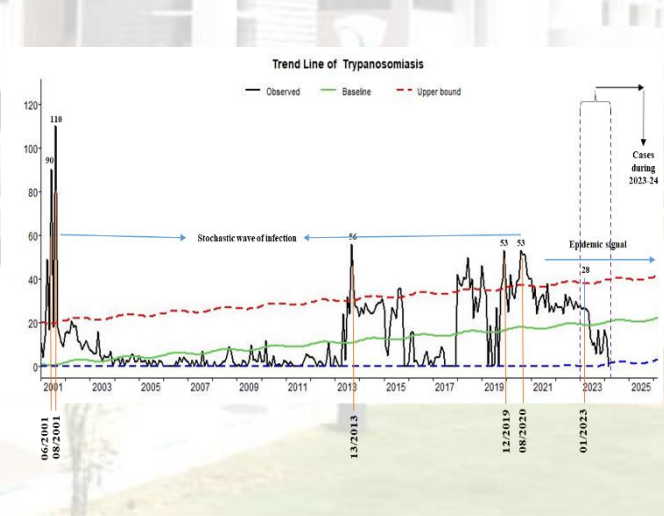 Trend Line of Trypanosomiasis
Observed Baseline Upper bound
120
100
80
60
40
20
0
110
90
Stochastic wave of infection
56
53
53
Epidemic signal
28
Cases
during
2023-24
2001 2003 2005 2007 2009 2011 2013 2015 2017 2019 2021 2023 2025
06/2001
08/2001
13/2013
12/2019
08/2020
01/2023